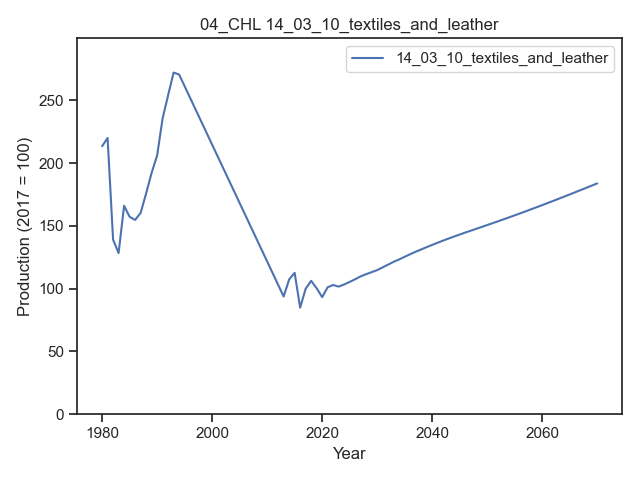 04_CHL 14_03_10_textiles_and_leather
14_03_10_textiles_and_leather
Production (2017 = 100)
250
200
150
100
50
0
1980
2000
2020
2040
2060
Year